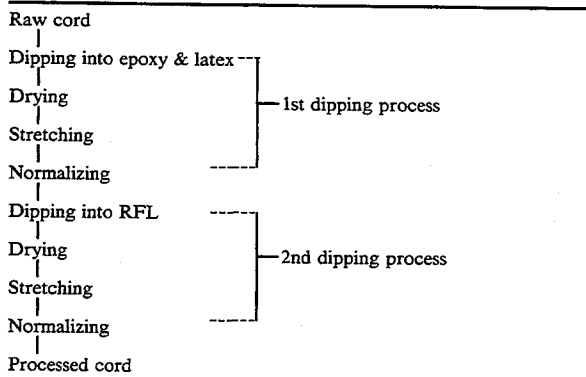 Raw cord
Dipping into epoxy & latex
Drying
1st dipping process
Stretching
Normalizing
Dipping into RFL
Drying
2nd dipping process
Stretching
Normalizing
Processed cord